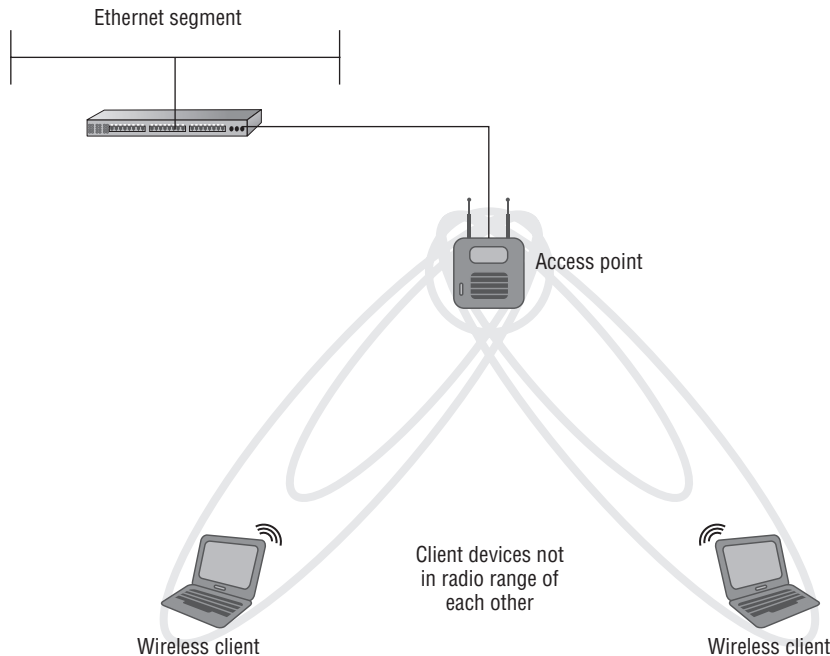 Ethernet segment
Access point
Client devices not
in radio range of
each other
Wireless client
Wireless client